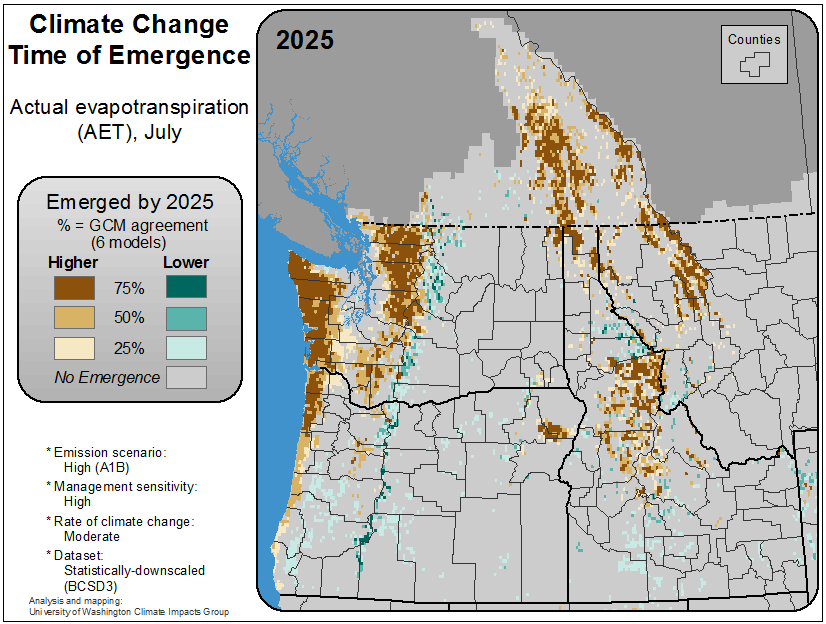 Climate Change
Time of Emergence
Actual evapotranspiration
(AET), July
Emerged by 2025
% = GCM agreement
(6 models)
Higher Lower
75%
50%
25%
No Emergence
* Emission scenario:
High (A1B)
* Management sensitivity:
High
* Rate of climate change:
Moderate
* Dataset:
Statistically-downscaled
(BCSD3)
Analysis and mapping:
University of Washington Climate Impacts Group
2025
Counties